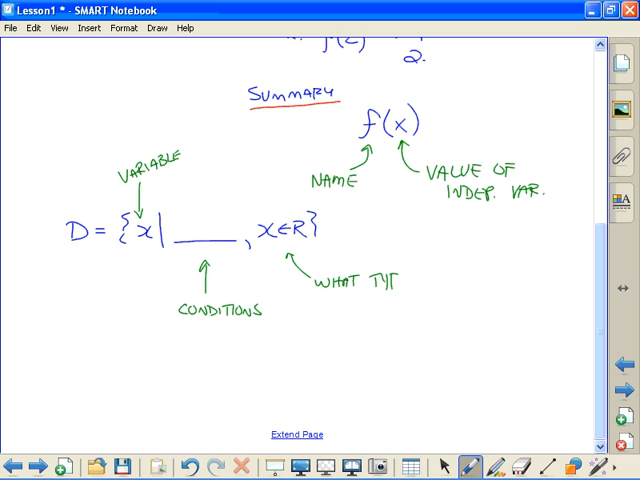 Lesson1 * - SMART Notebook
File Edit View Insert Format Draw Help
f(2)
2.
SUMMARY
f(x)
VARIABLE
NAME
VALUE OF
INDEP. VAR.
D = {x| ______ , x∈R}
WHAT TYP
CONDITIONS
Extend Page